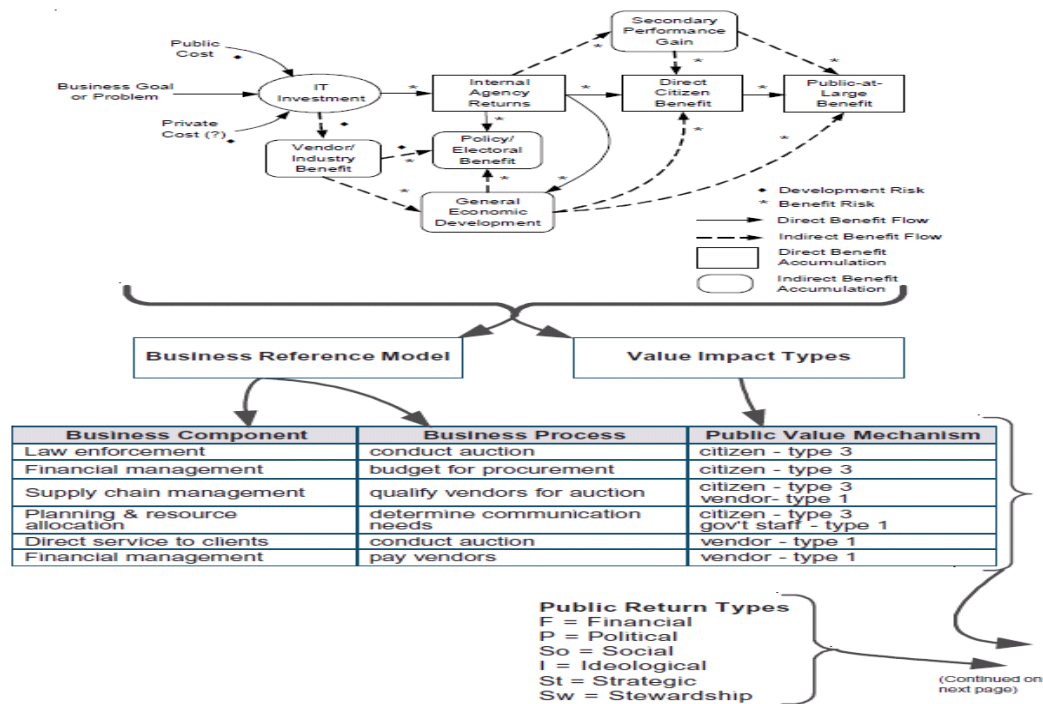 Secondary
Performance
Gain
Public
Cost
Business Goal
or Problem
IT
Investment
Internal
Agency
Returns
Direct
Citizen
Benefit
Public-at-
Large
Benefit
Private
Cost (?)
Vendor/
Industry
Benefit
Policy/
Electoral
Benefit
General
Economic
Development
Development Risk
* Benefit Risk
Direct Benefit Flow
Indirect Benefit Flow
Direct Benefit
Accumulation
Indirect Benefit
Accumulation
Business Reference Model
Value Impact Types
Business Component Business Process Public Value Mechanism
Law enforcement conduct auction citizen - type 3
Financial management budget for procurement citizen - type 3
Supply chain management qualify vendors for auction citizen - type 3
vendor- type 1
Planning & resource determine communication citizen - type 3
allocation needs gov't staff - type 1
Direct service to clients conduct auction vendor - type 1
Financial management pay vendors vendor - type 1
Public Return Types
F = Financial
P = Political
So = Social
I = Ideological
St = Strategic
Sw = Stewardship
(Continued on
next page)